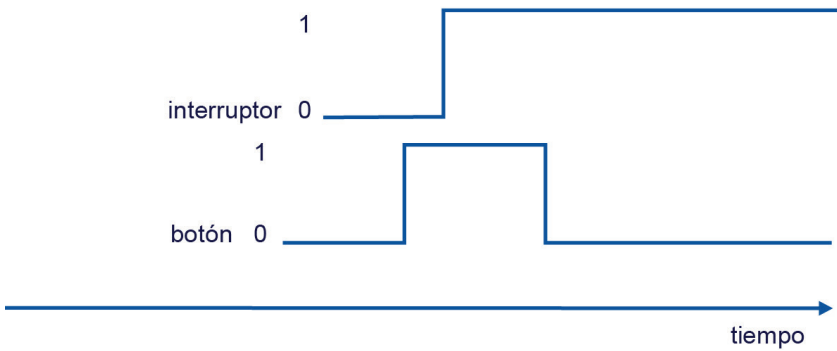 1
interruptor 0
1
botón 0
tiempo